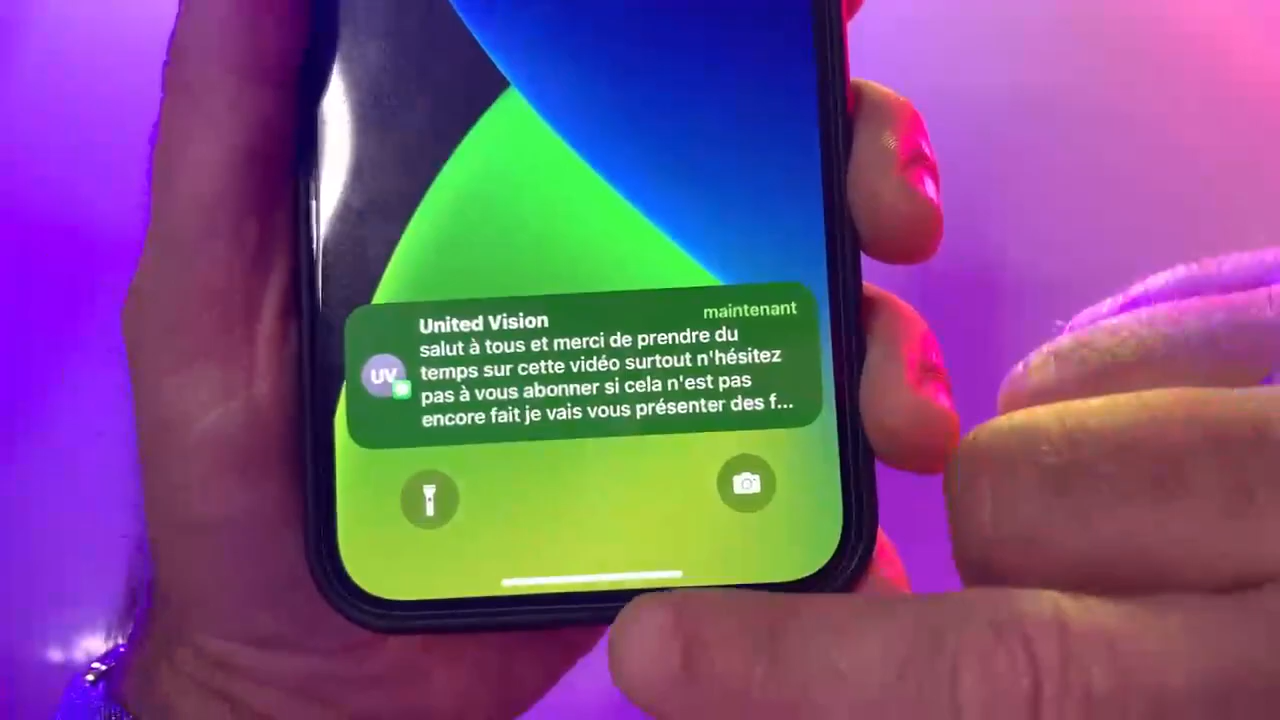 United Vision
maintenant
salut à tous et merci de prendre du
temps sur cette vidéo surtout n'hésitez
pas à vous abonner si cela n'est pas
encore fait je vais vous présenter des f...
UV